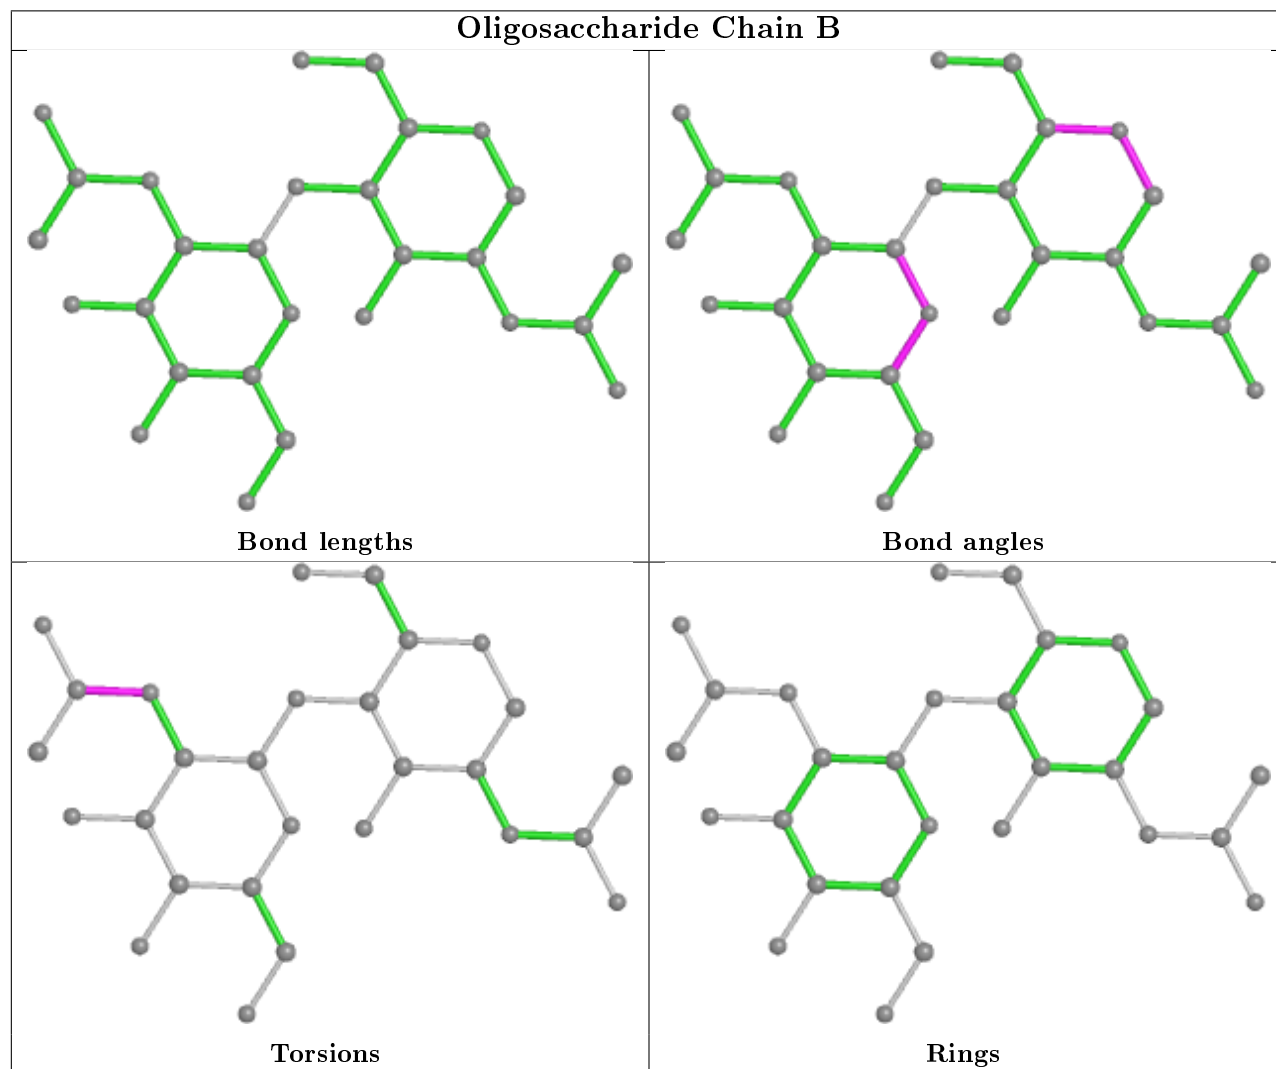 Oligosaccharide Chain B
Bond lengths
Bond angles
Torsions
Rings